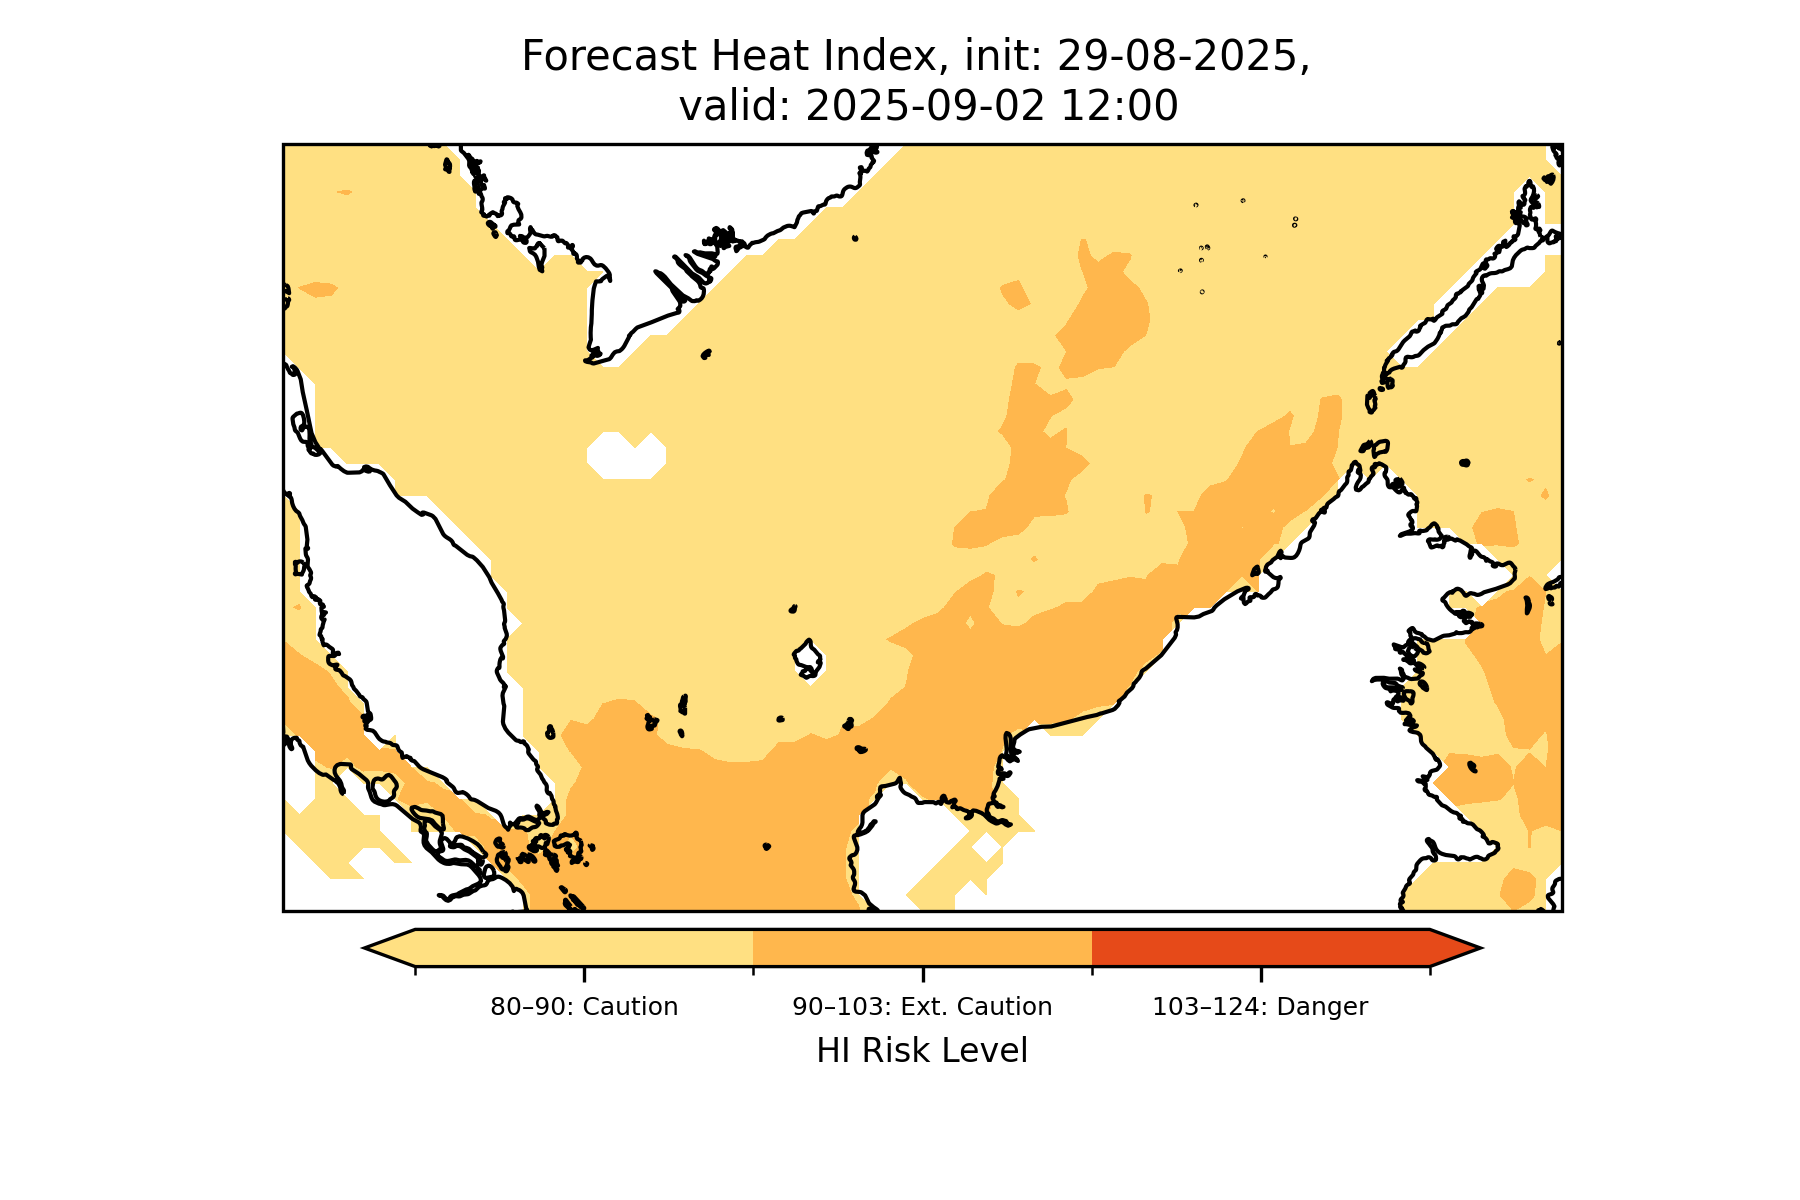 Forecast Heat Index, init: 29-08-2025,
valid: 2025-09-02 12:00
80–90: Caution
90–103: Ext. Caution
103–124: Danger
HI Risk Level